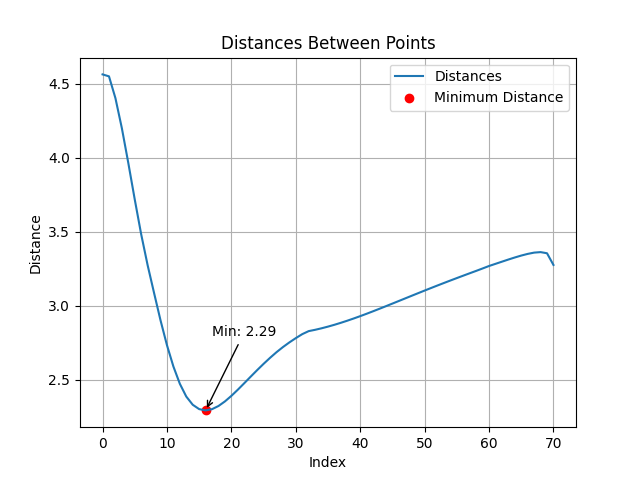 Distances Between Points
Distances
Minimum Distance
4.5
4.0
3.5
3.0
2.5
Distance
Min: 2.29
0 10 20 30 40 50 60 70
Index